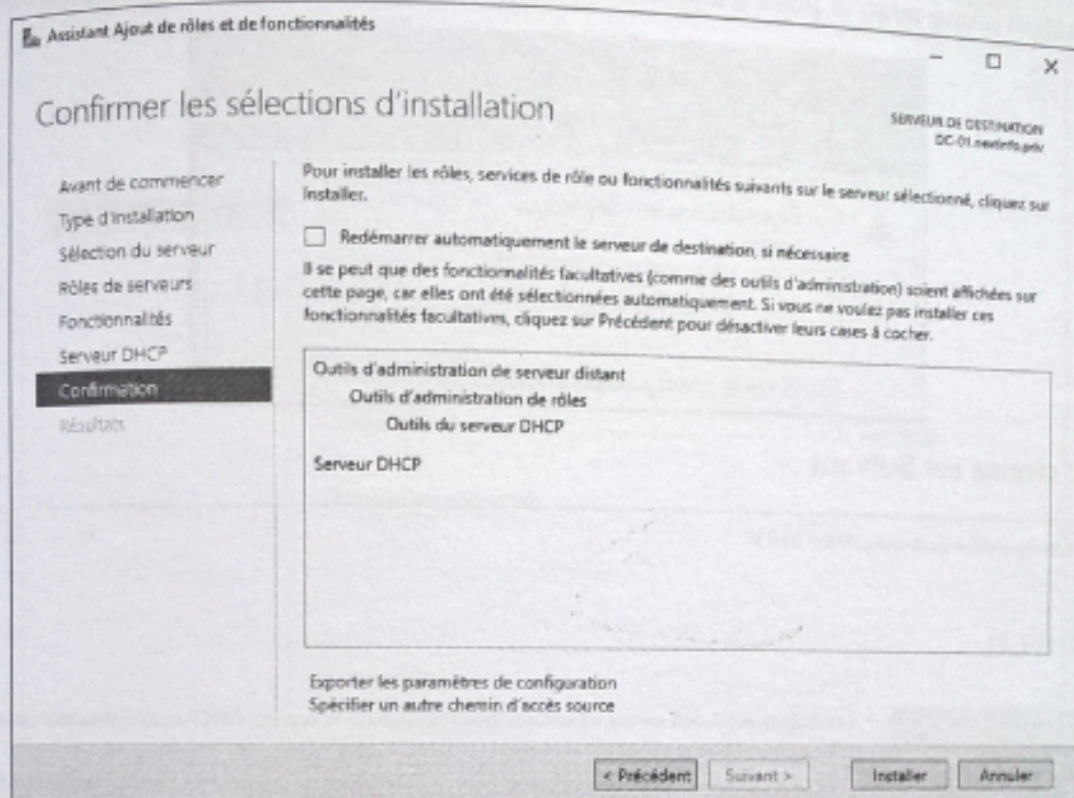 Assistant Ajout de rôles et de fonctionnalités
Confirmer les sélections d'installation
SERVEUR DE DESTINATION
DC-01.nextinfo.priv
Avant de commencer
Type d'installation
Sélection du serveur
Rôles de serveurs
Fonctionnalités
Serveur DHCP
Confirmation
Résultats
Pour installer les rôles, services de rôle ou fonctionnalités suivants sur le serveur sélectionné, cliquez sur
Installer.
Redémarrer automatiquement le serveur de destination, si nécessaire
Il se peut que des fonctionnalités facultatives (comme des outils d'administration) soient affichées sur
cette page, car elles ont été sélectionnées automatiquement. Si vous ne voulez pas installer ces
fonctionnalités facultatives, cliquez sur Précédent pour désactiver leurs cases à cocher.
Outils d'administration de serveur distant
Outils d'administration de rôles
Outils du serveur DHCP
Serveur DHCP
Exporter les paramètres de configuration
Spécifier un autre chemin d'accès source
< Précédent
Suivant >
Installer
Annuler